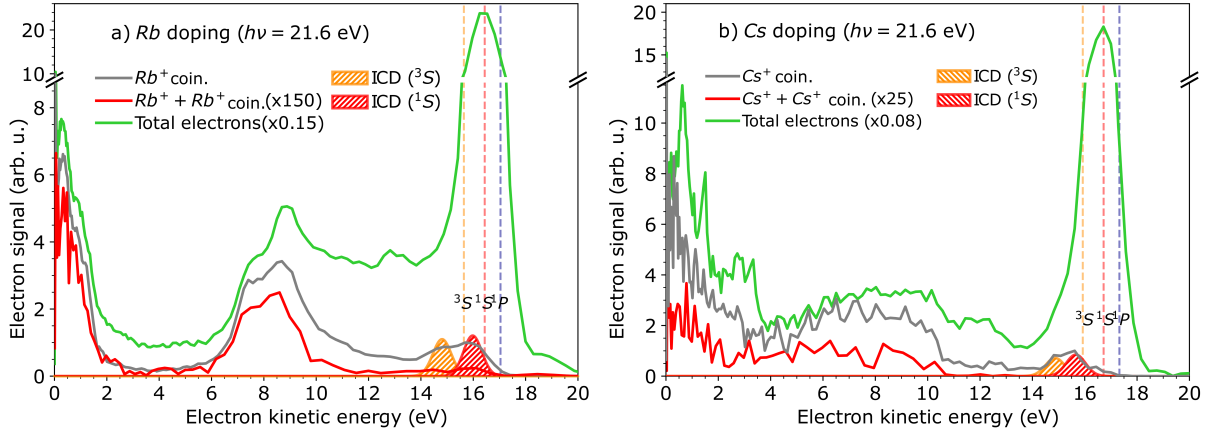 a) Rb doping (hν = 21.6 eV)
Rb⁺ coin.
Rb⁺ + Rb⁺ coin.(x150)
Total electrons(x0.15)
ICD (³S)
ICD (¹S)
³S ¹S ¹P
Electron signal (arb. u.)
20
10
8
6
4
2
0
0 2 4 6 8 10 12 14 16 18 20
Electron kinetic energy (eV)
b) Cs doping (hν = 21.6 eV)
Cs⁺ coin.
Cs⁺ + Cs⁺ coin. (x25)
Total electrons (x0.08)
ICD (³S)
ICD (¹S)
³S ¹S ¹P
Electron signal (arb. u.)
20
15
10
8
6
4
2
0
0 2 4 6 8 10 12 14 16 18 20
Electron kinetic energy (eV)